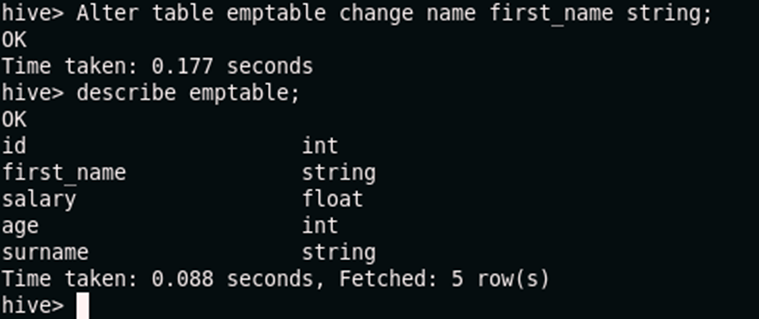 hive> Alter table emptable change name first_name string;
OK
Time taken: 0.177 seconds
hive> describe emptable;
OK
id                      int
first_name              string
salary                  float
age                     int
surname                 string
Time taken: 0.088 seconds, Fetched: 5 row(s)
hive>